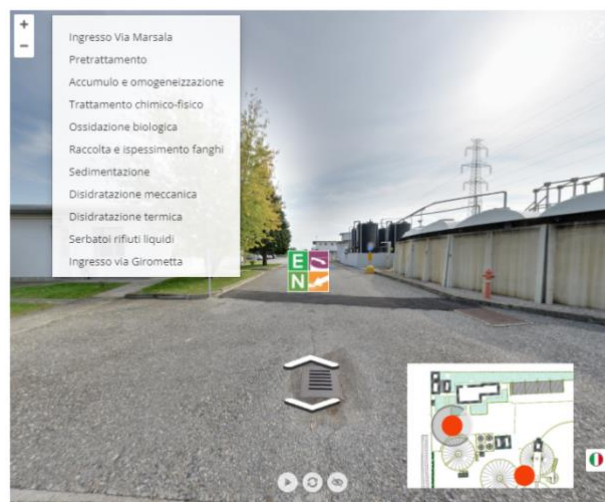 +
−
Ingresso Via Marsala
Pretrattamento
Accumulo e omogeneizzazione
Trattamento chimico-fisico
Ossidazione biologica
Raccolta e ispessimento fanghi
Sedimentazione
Disidratazione meccanica
Disidratazione termica
Serbatoi rifiuti liquidi
Ingresso via Girometta
E
N